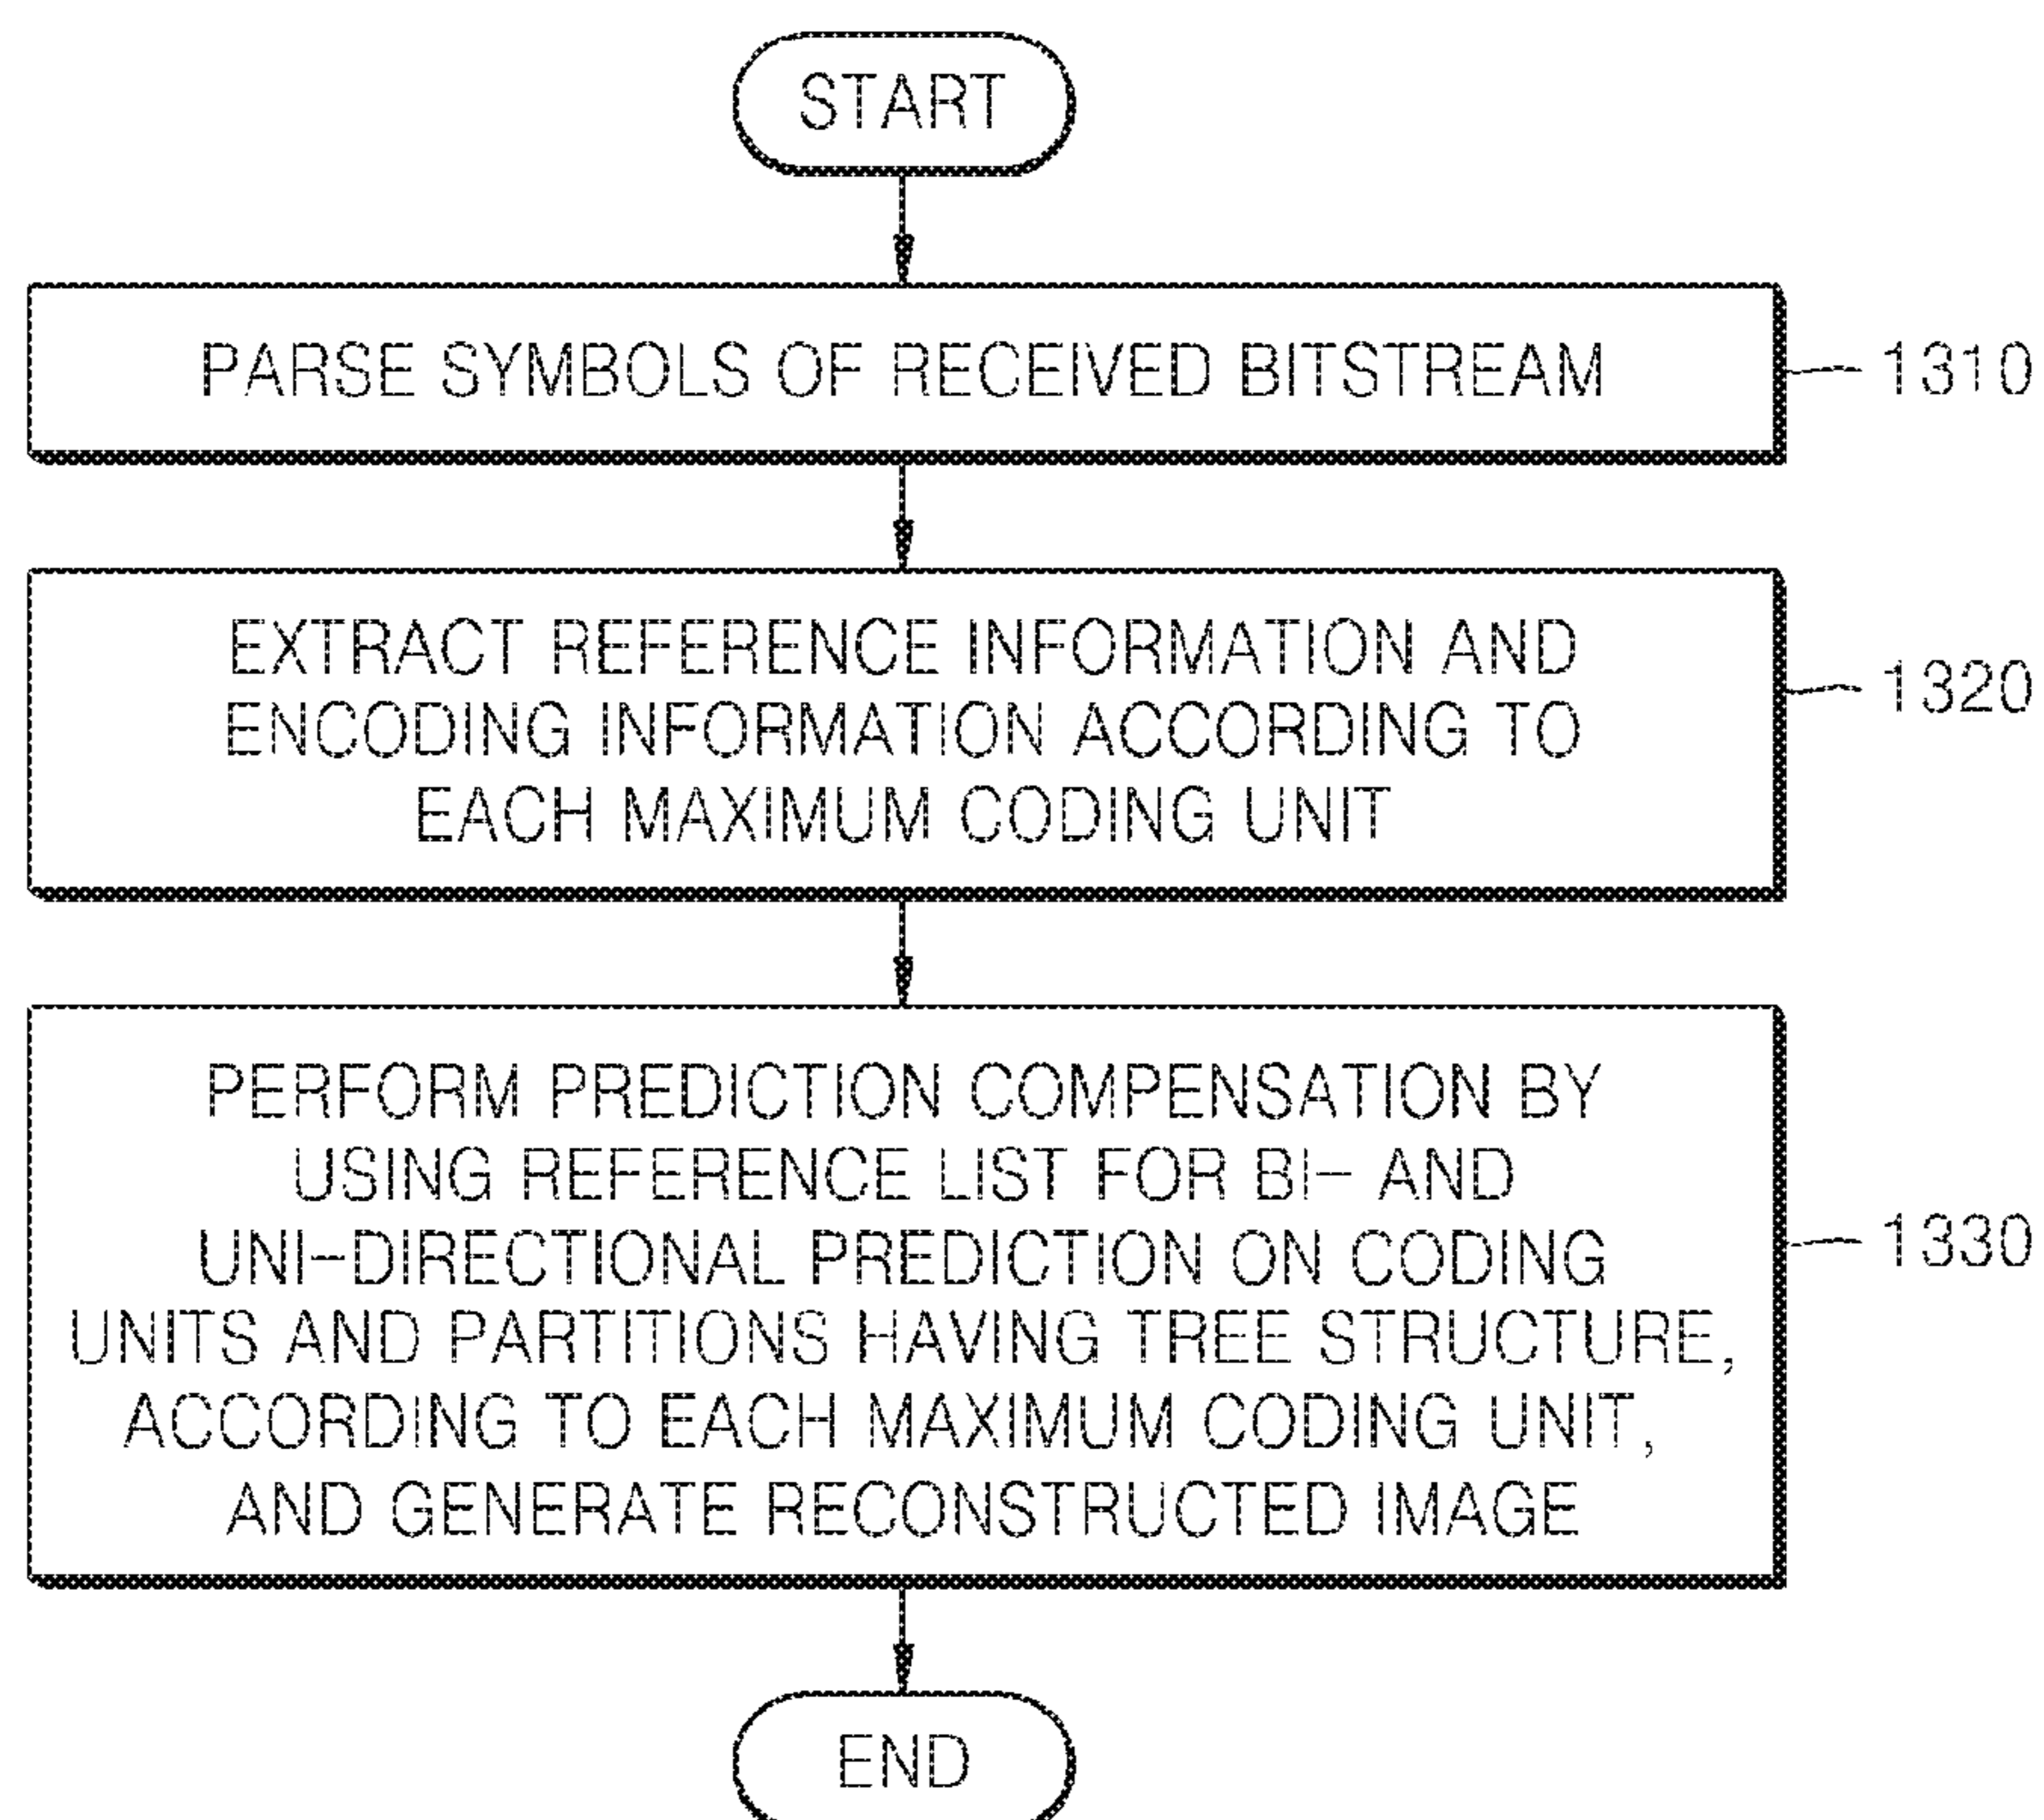 START
PARSE SYMBOLS OF RECEIVED BITSTREAM
1310
EXTRACT REFERENCE INFORMATION AND
ENCODING INFORMATION ACCORDING TO
EACH MAXIMUM CODING UNIT
1320
PERFORM PREDICTION COMPENSATION BY
USING REFERENCE LIST FOR BI– AND
UNI–DIRECTIONAL PREDICTION ON CODING
UNITS AND PARTITIONS HAVING TREE STRUCTURE,
ACCORDING TO EACH MAXIMUM CODING UNIT,
AND GENERATE RECONSTRUCTED IMAGE
1330
END